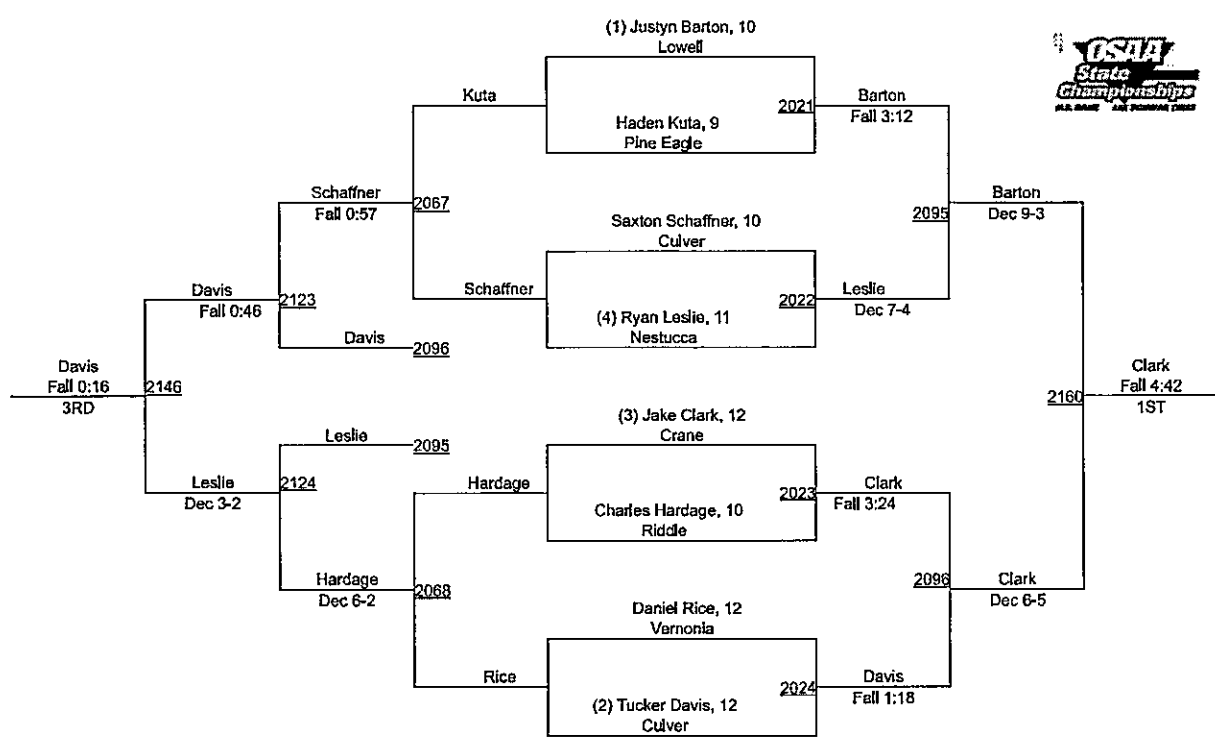 (1) Justyn Barton, 10
Lowell
OSAA
State
Championships
Kuta
2021
Barton
Fall 3:12
Haden Kuta, 9
Pine Eagle
Schaffner
Fall 0:57
2067
Barton
Dec 9-3
2095
Saxton Schaffner, 10
Culver
Davis
Fall 0:46
2123
Schaffner
2022
Leslie
Dec 7-4
(4) Ryan Leslie, 11
Nestucca
Davis
2096
Davis
Fall 0:16
3RD
2146
Clark
Fall 4:42
1ST
2160
(3) Jake Clark, 12
Crane
Leslie
2095
Leslie
Dec 3-2
2124
Hardage
2023
Clark
Fall 3:24
Charles Hardage, 10
Riddle
Hardage
Dec 6-2
2068
2096
Clark
Dec 6-5
Daniel Rice, 12
Vernonia
Rice
2024
Davis
Fall 1:18
(2) Tucker Davis, 12
Culver